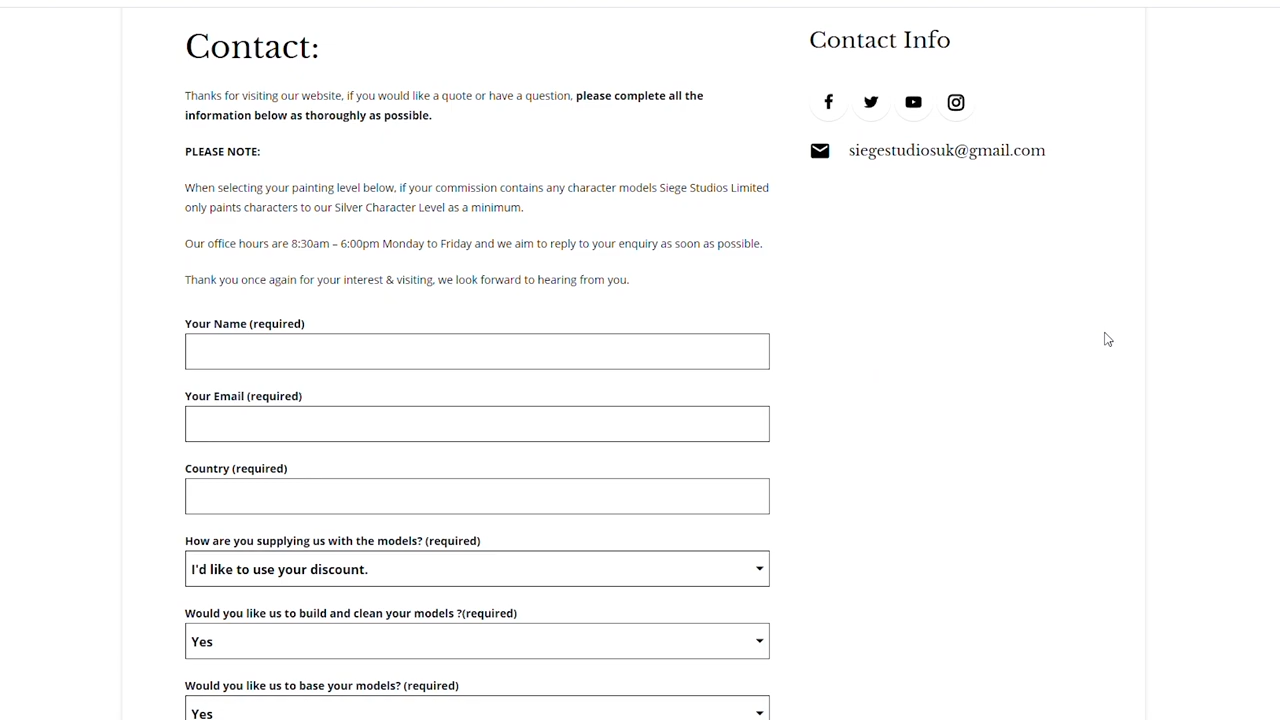 Contact:
Thanks for visiting our website, if you would like a quote or have a question, please complete all the
information below as thoroughly as possible.
PLEASE NOTE:
When selecting your painting level below, if your commission contains any character models Siege Studios Limited
only paints characters to our Silver Character Level as a minimum.
Our office hours are 8:30am – 6:00pm Monday to Friday and we aim to reply to your enquiry as soon as possible.
Thank you once again for your interest & visiting, we look forward to hearing from you.
Your Name (required)
Your Email (required)
Country (required)
How are you supplying us with the models? (required)
I'd like to use your discount.
Would you like us to build and clean your models ?(required)
Yes
Would you like us to base your models? (required)
Yes
Contact Info
siegestudiosuk@gmail.com